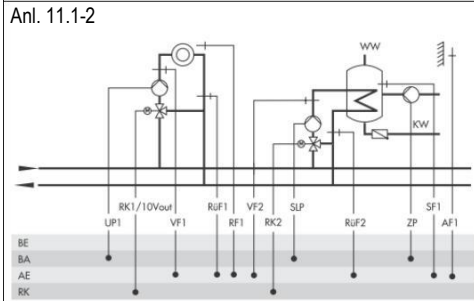 Anl. 11.1-2
WW
KW
RK1/10Vout
RüF1
VF2
SLP
SF1
UP1
VF1
RF1
RK2
RüF2
ZP
AF1
BE
BA
AE
RK